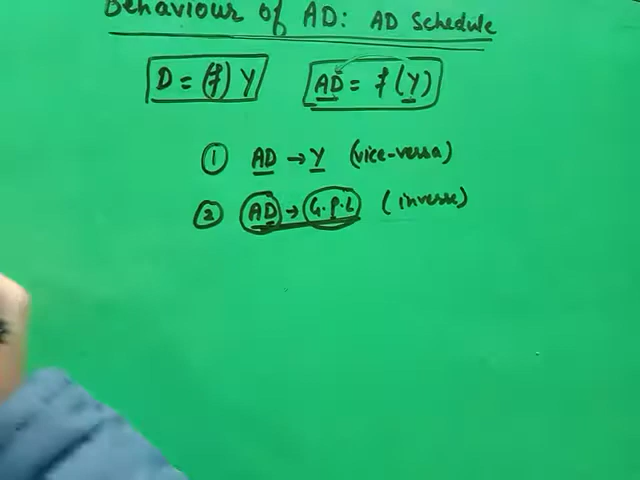 Behaviour of AD: AD Schedule
D = (f) Y AD = f (Y)
① AD → Y (vice-versa)
② AD → G.P.L (inverse)